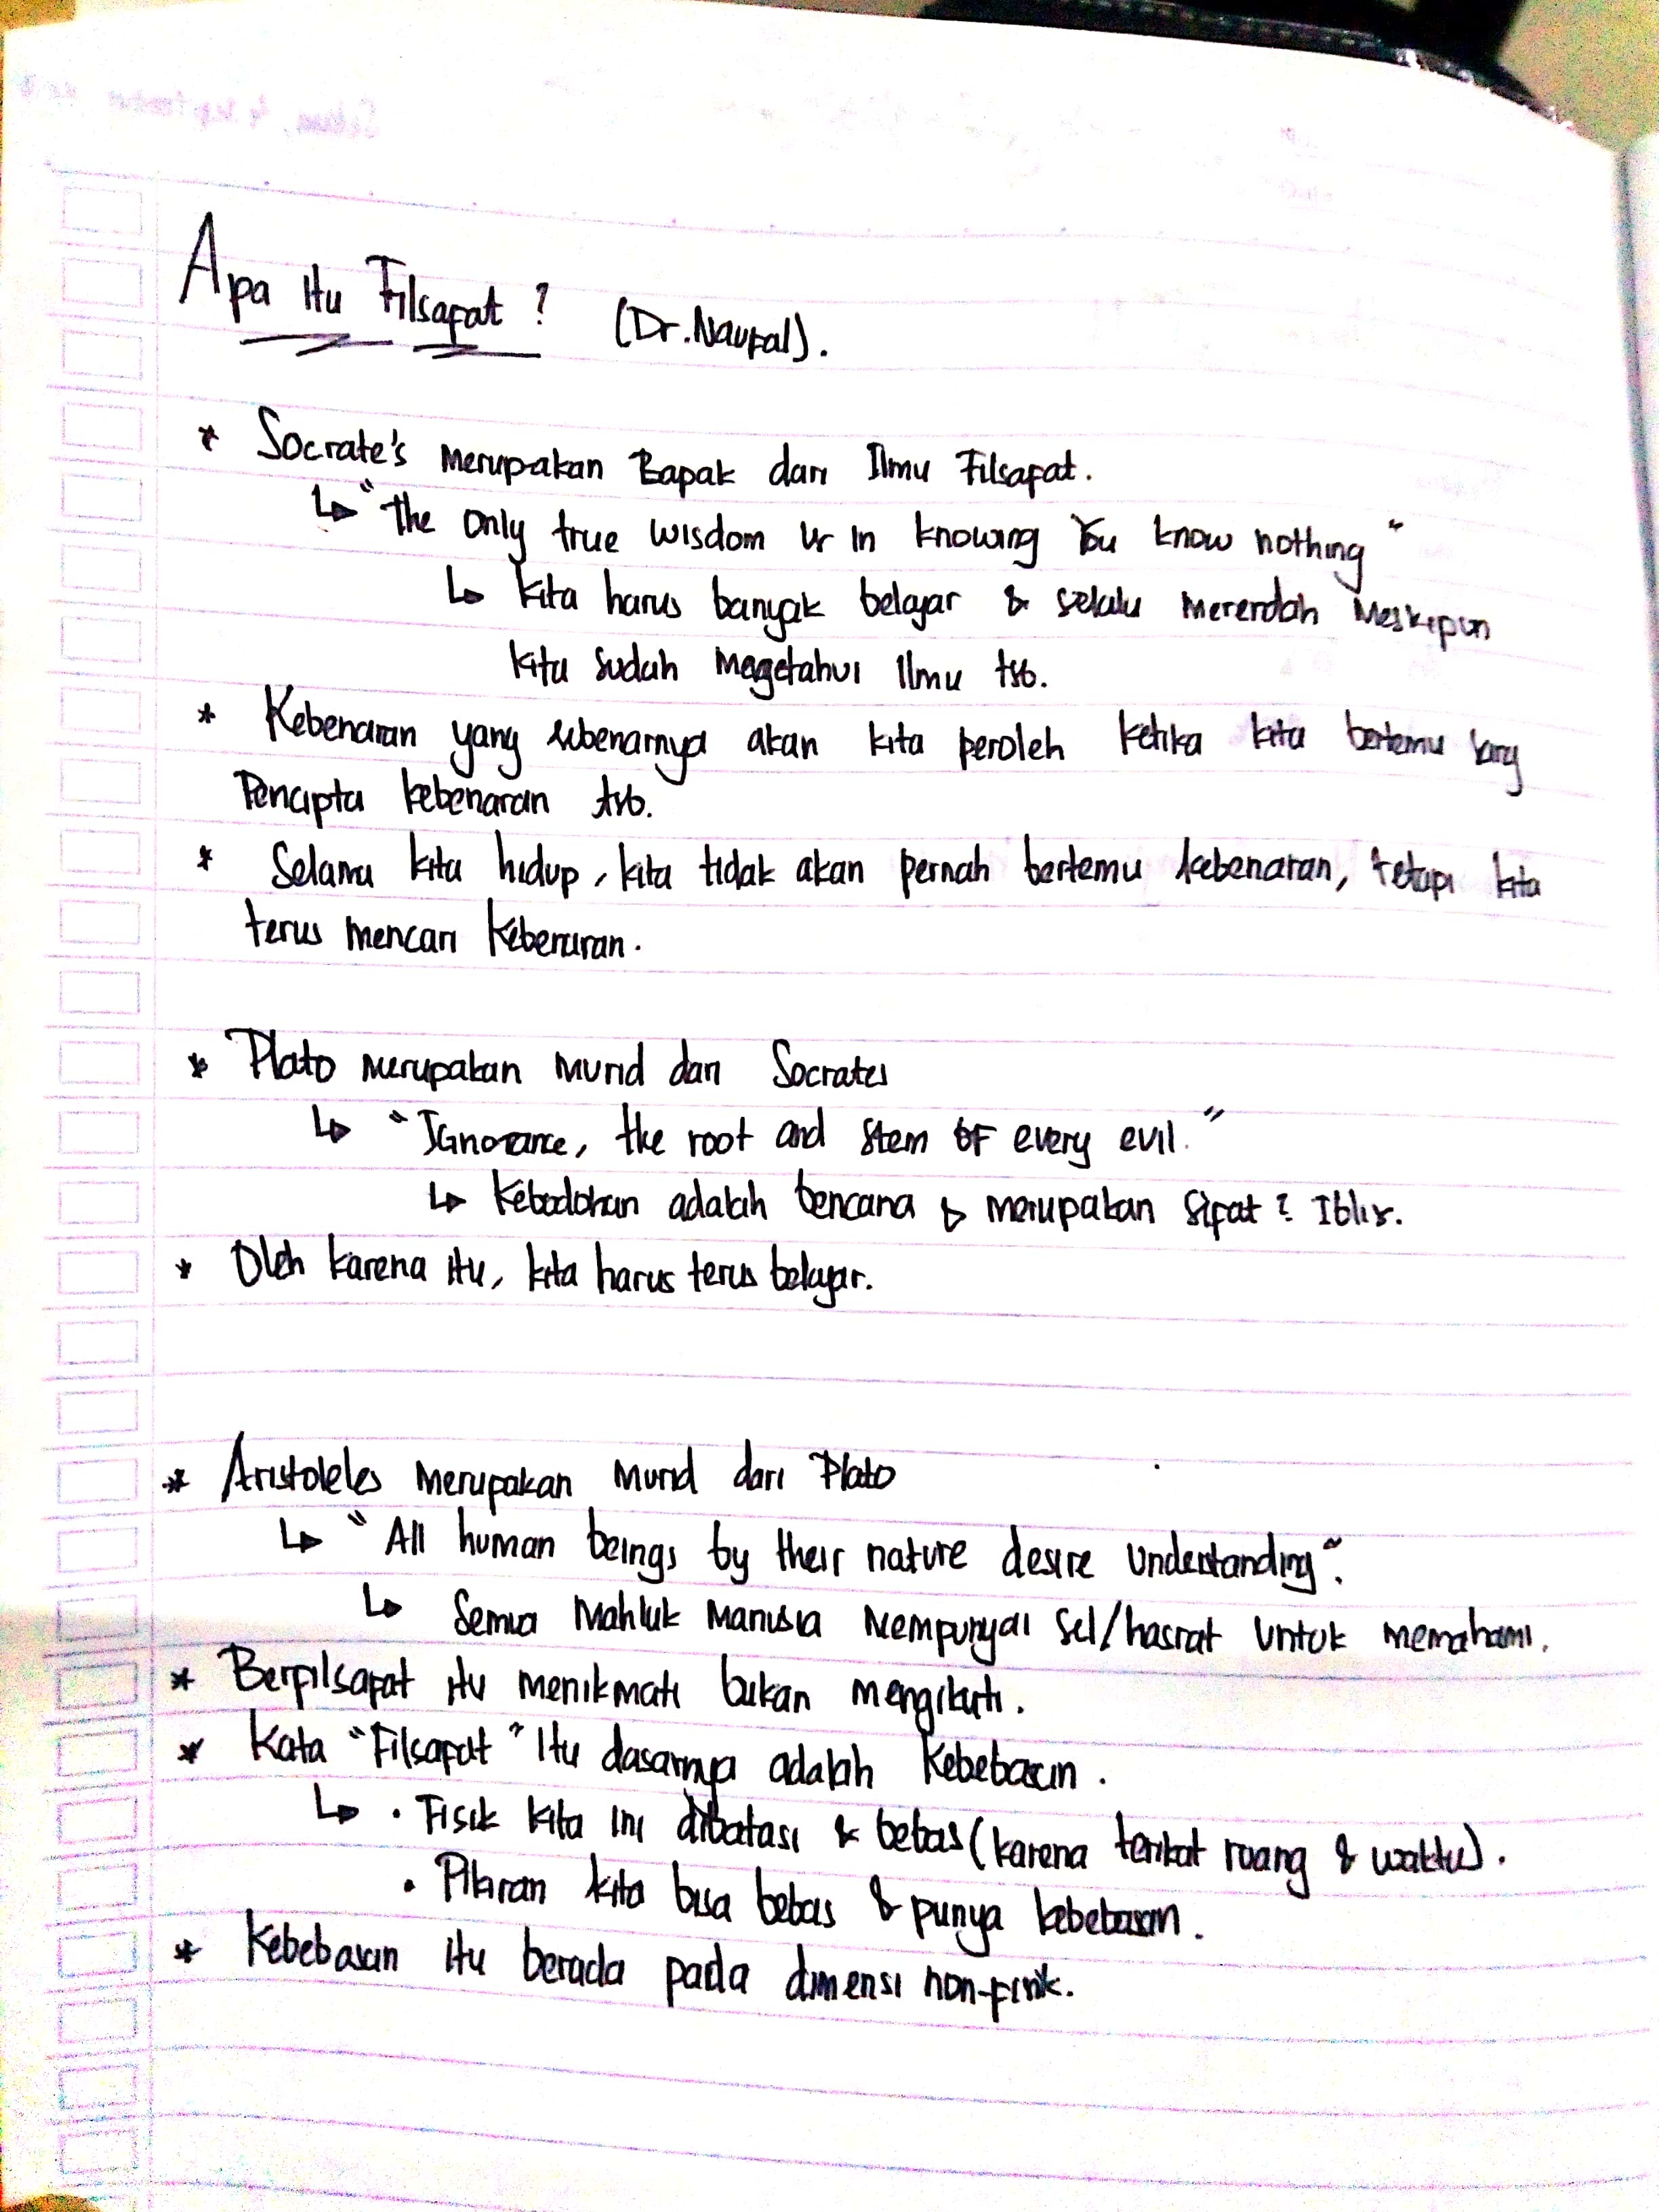 Apa itu Filsafat ? (Dr. Naufal).
* Socrate's merupakan Bapak dari Ilmu Filsafat.
↳ "The only true wisdom is in knowing you know nothing"
↳ Kita harus banyak belajar & selalu merendah meskipun
kita sudah megetahui Ilmu tsb.
* Kebenaran yang sebenarnya akan kita peroleh ketika kita bertemu
Pencipta kebenaran tsb.
* Selama kita hidup, kita tidak akan pernah bertemu kebenaran, tetapi kita
terus mencari Kebenaran.
* Plato merupakan murid dari Socrates
↳ "Ignorance, the root and stem of every evil."
↳ Kebodohan adalah bencana & merupakan sifat² Iblis.
* Oleh karena itu, kita harus terus belajar.
* Aristoteles merupakan murid dari Plato
↳ "All human beings by their nature desire understanding".
↳ Semua Mahluk Manusia Mempunyai sel/hasrat untuk memahami.
* Berfilsafat itu menikmati bukan mengikuti.
* Kata "Filsafat" itu dasarnya adalah Kebebasan.
↳ • Fisik kita ini dibatasi & bebas (karena terikat ruang & waktu).
• Pikiran kita bisa bebas & punya kebebasan.
* Kebebasan itu berada pada dimensi non-fisik.